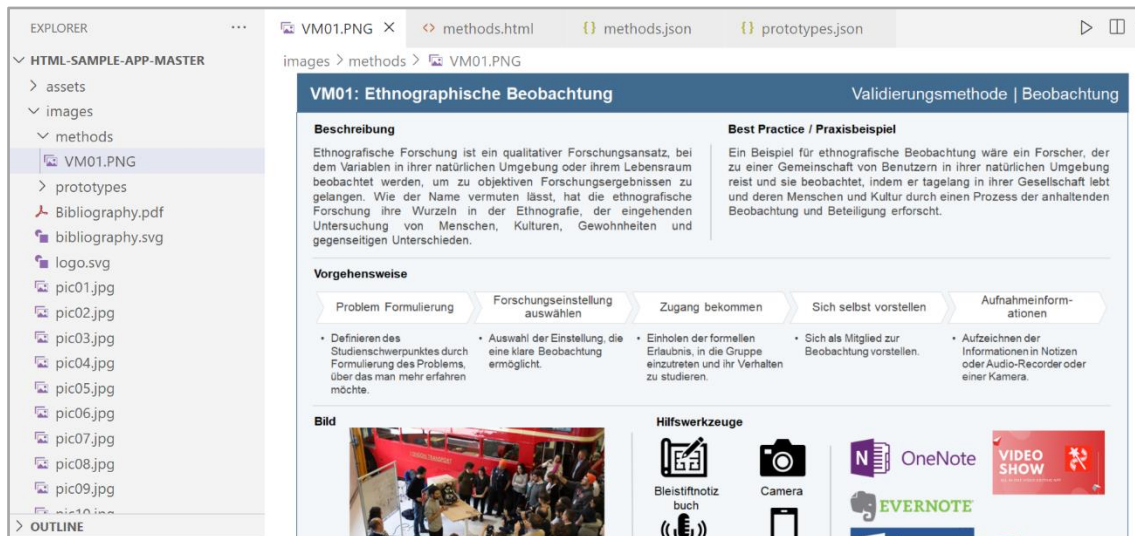 EXPLORER
VM01.PNG
methods.html
{} methods.json
{} prototypes.json
HTML-SAMPLE-APP-MASTER
images > methods > VM01.PNG
assets
images
methods
VM01.PNG
prototypes
Bibliography.pdf
bibliography.svg
logo.svg
pic01.jpg
pic02.jpg
pic03.jpg
pic04.jpg
pic05.jpg
pic06.jpg
pic07.jpg
pic08.jpg
pic09.jpg
OUTLINE
VM01: Ethnographische Beobachtung
Validierungsmethode | Beobachtung
Beschreibung
Ethnografische Forschung ist ein qualitativer Forschungsansatz, bei
dem Variablen in ihrer natürlichen Umgebung oder ihrem Lebensraum
beobachtet werden, um zu objektiven Forschungsergebnissen zu
gelangen. Wie der Name vermuten lässt, hat die ethnografische
Forschung ihre Wurzeln in der Ethnografie, der eingehenden
Untersuchung von Menschen, Kulturen, Gewohnheiten und
gegenseitigen Unterschieden.
Best Practice / Praxisbeispiel
Ein Beispiel für ethnografische Beobachtung wäre ein Forscher, der
zu einer Gemeinschaft von Benutzern in ihrer natürlichen Umgebung
reist und sie beobachtet, indem er tagelang in ihrer Gesellschaft lebt
und deren Menschen und Kultur durch einen Prozess der anhaltenden
Beobachtung und Beteiligung erforscht.
Vorgehensweise
Problem Formulierung
Forschungseinstellung
auswählen
Zugang bekommen
Sich selbst vorstellen
Aufnahmeinform-
ationen
• Definieren des
Studienschwerpunktes durch
Formulierung des Problems,
über das man mehr erfahren
möchte.
• Auswahl der Einstellung, die
eine klare Beobachtung
ermöglicht.
• Einholen der formellen
Erlaubnis, in die Gruppe
einzutreten und ihr Verhalten
zu studieren.
• Sich als Mitglied zur
Beobachtung vorstellen.
• Aufzeichnen der
Informationen in Notizen
oder Audio-Recorder oder
einer Kamera.
Bild
Hilfswerkzeuge
Bleistiftnotiz
buch
Camera
N
OneNote
EVERNOTE
VIDEO
SHOW